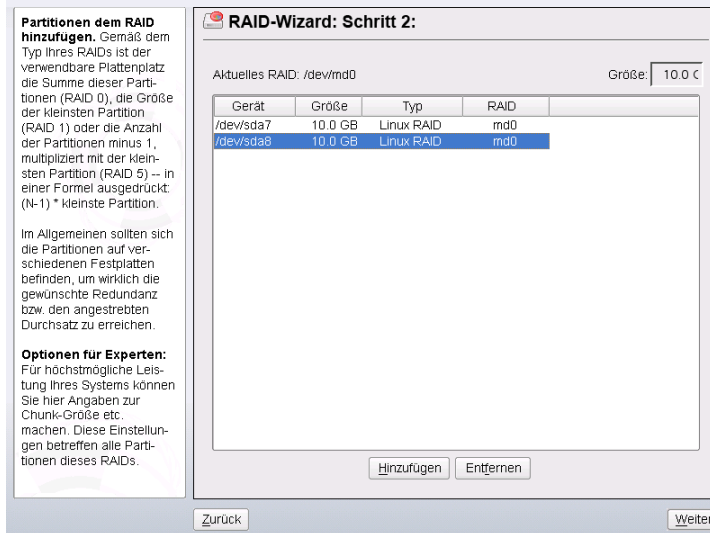 Partitionen dem RAID
hinzufügen. Gemäß dem
Typ Ihres RAIDs ist der
verwendbare Plattenplatz
die Summe dieser Parti-
tionen (RAID 0), die Größe
der kleinsten Partition
(RAID 1) oder die Anzahl
der Partitionen minus 1,
multipliziert mit der klein-
sten Partition (RAID 5) -- in
einer Formel ausgedrückt:
(N-1) * kleinste Partition.
Im Allgemeinen sollten sich
die Partitionen auf ver-
schiedenen Festplatten
befinden, um wirklich die
gewünschte Redundanz
bzw. den angestrebten
Durchsatz zu erreichen.
Optionen für Experten:
Für höchstmögliche Leis-
tung Ihres Systems können
Sie hier Angaben zur
Chunk-Größe etc.
machen. Diese Einstellun-
gen betreffen alle Parti-
tionen dieses RAIDs.
RAID-Wizard: Schritt 2:
Aktuelles RAID: /dev/md0 Größe: 10.0
Gerät Größe Typ RAID
/dev/sda7 10.0 GB Linux RAID md0
/dev/sda8 10.0 GB Linux RAID md0
Hinzufügen Entfernen
Zurück Weiter